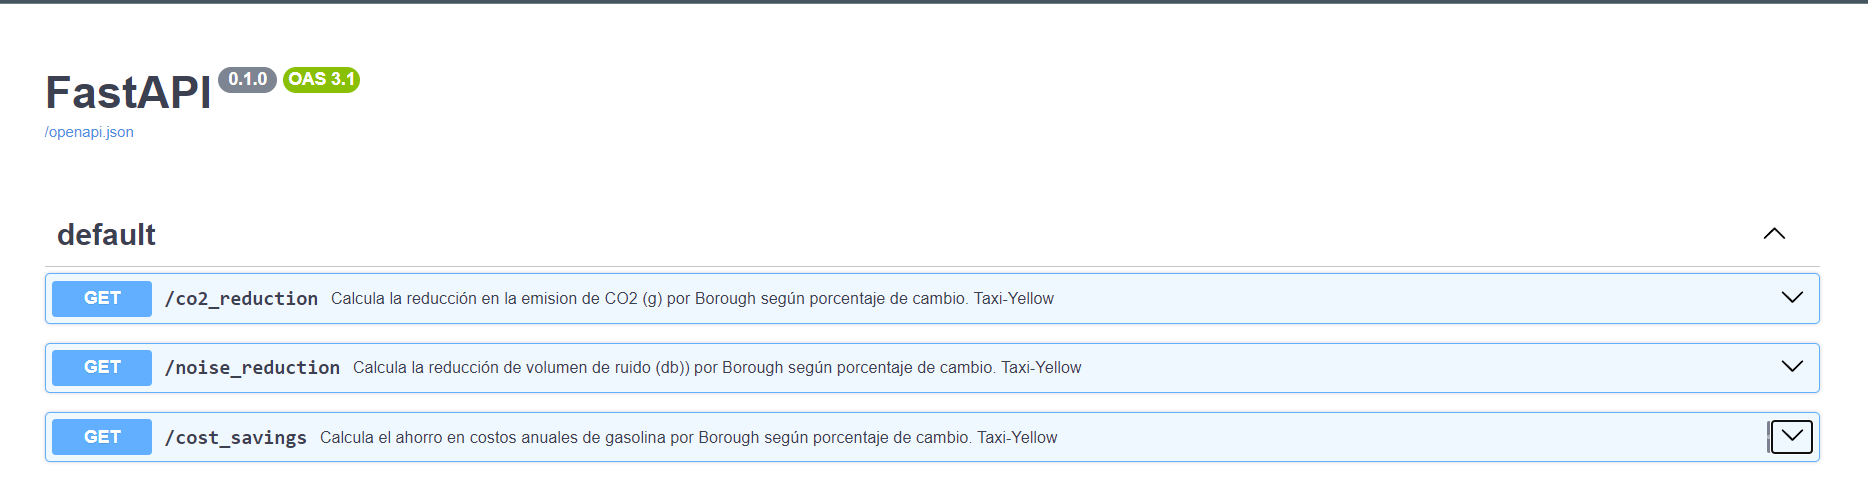 FastAPI 0.1.0 OAS 3.1
/openapi.json
default
GET /co2_reduction Calcula la reducción en la emision de CO2 (g) por Borough según porcentaje de cambio. Taxi-Yellow
GET /noise_reduction Calcula la reducción de volumen de ruido (db)) por Borough según porcentaje de cambio. Taxi-Yellow
GET /cost_savings Calcula el ahorro en costos anuales de gasolina por Borough según porcentaje de cambio. Taxi-Yellow